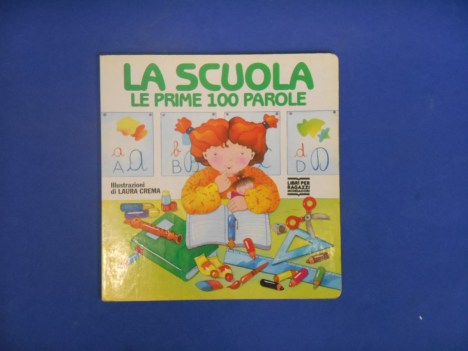 LA SCUOLA
LE PRIME 100 PAROLE
a
A a
b
B
d
D D
Illustrazioni
di LAURA CREMA
LIBRI PER
RAGAZZI